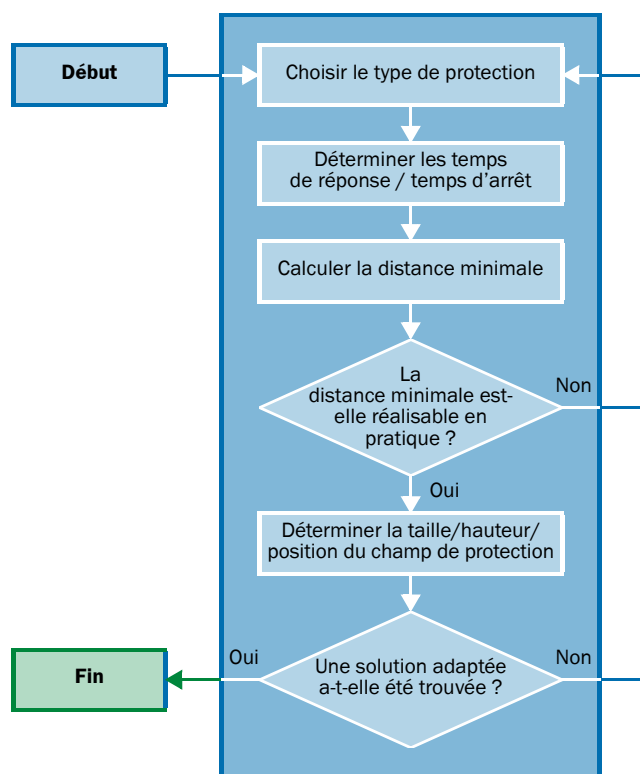 Début
Choisir le type de protection
Déterminer les temps
de réponse / temps d'arrêt
Calculer la distance minimale
La
distance minimale est-
elle réalisable en
pratique ?
Non
Oui
Déterminer la taille/hauteur/
position du champ de protection
Une solution adaptée
a-t-elle été trouvée ?
Non
Oui
Fin